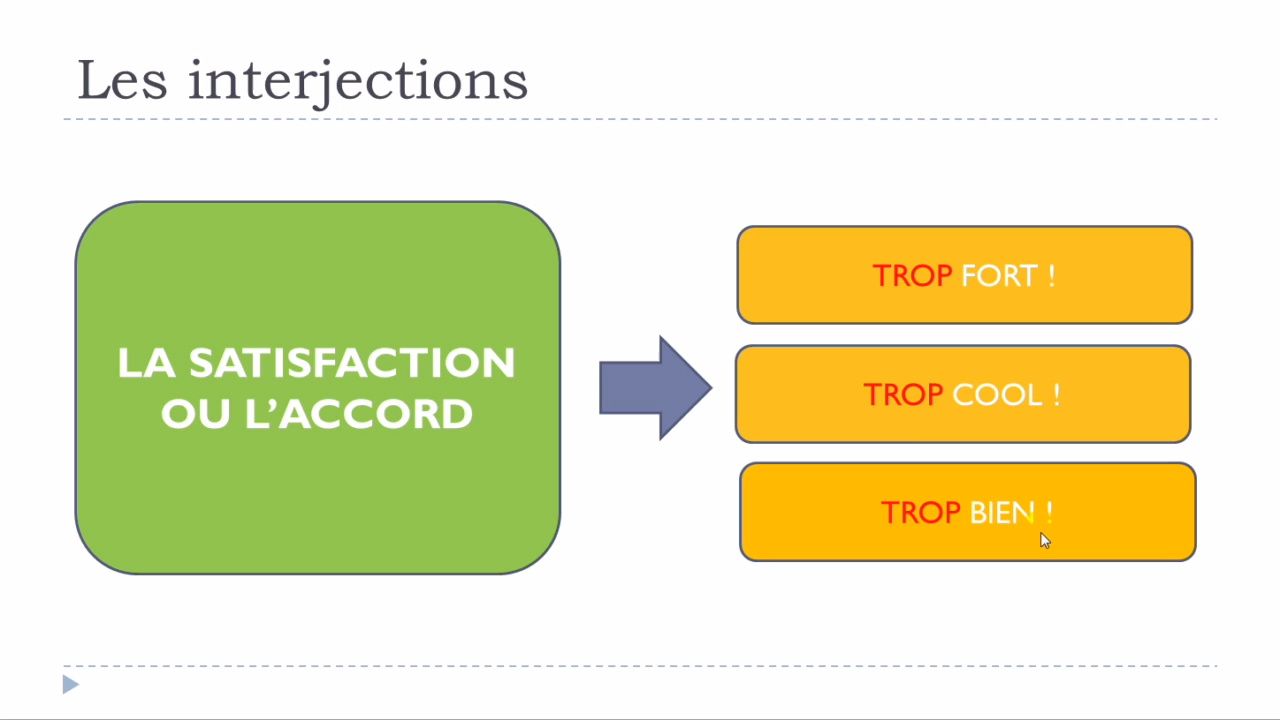 Les interjections
LA SATISFACTION
OU L’ACCORD
TROP FORT !
TROP COOL !
TROP BIEN !